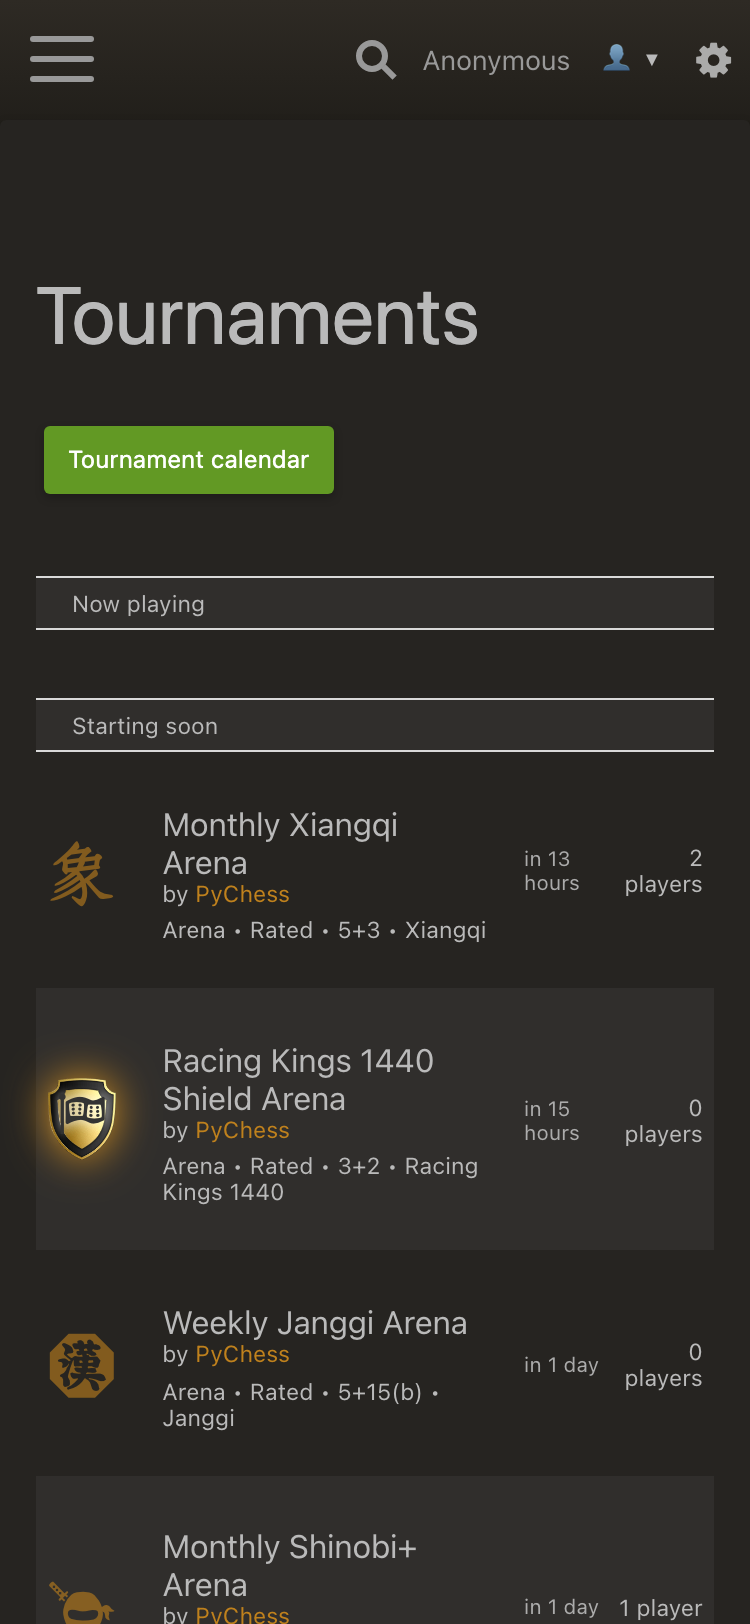 Anonymous
Tournaments
Tournament calendar
Now playing
Starting soon
象
Monthly Xiangqi
Arena
by PyChess
Arena • Rated • 5+3 • Xiangqi
in 13
hours
2
players
Racing Kings 1440
Shield Arena
by PyChess
Arena • Rated • 3+2 • Racing
Kings 1440
in 15
hours
0
players
漢
Weekly Janggi Arena
by PyChess
Arena • Rated • 5+15(b) •
Janggi
in 1 day
0
players
Monthly Shinobi+
Arena
by PyChess
in 1 day
1 player